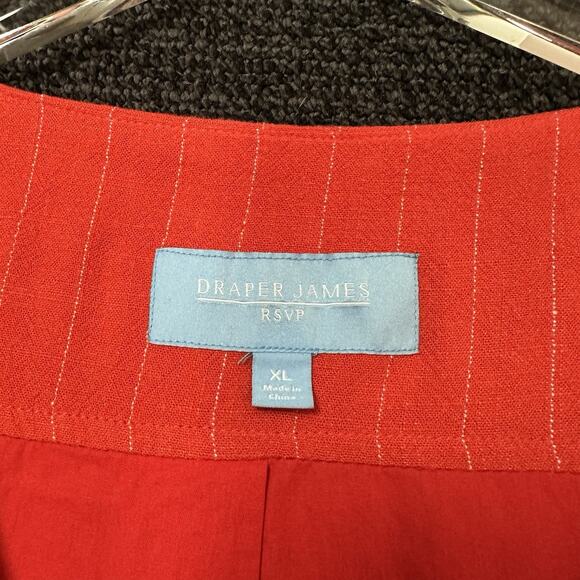 DRAPER JAMES
RSVP
XL
Made in
China